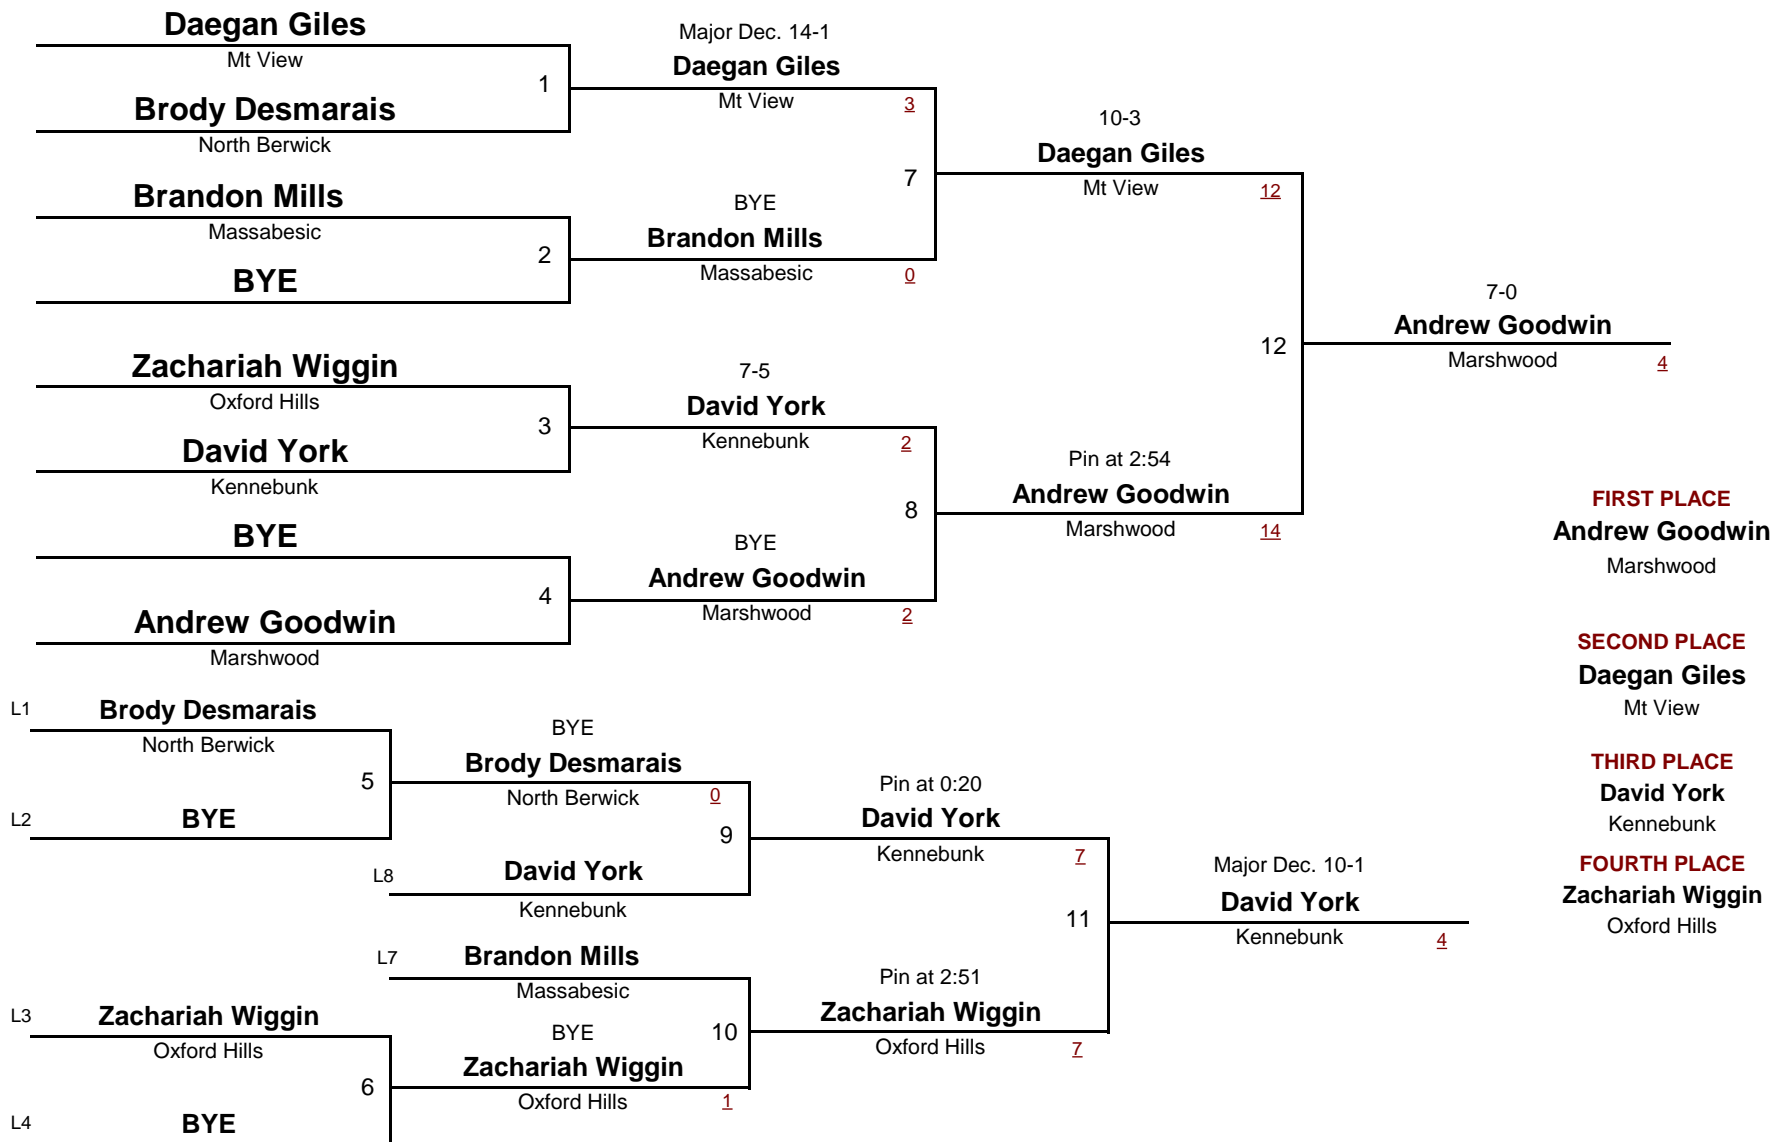 Daegan Giles
Mt View
1
Brody Desmarais
North Berwick
Brandon Mills
Massabesic
2
BYE
Zachariah Wiggin
Oxford Hills
3
David York
Kennebunk
BYE
4
Andrew Goodwin
Marshwood
Major Dec. 14-1
Daegan Giles
Mt View 3
7
BYE
Brandon Mills
Massabesic 0
7-5
David York
Kennebunk 2
8
BYE
Andrew Goodwin
Marshwood 2
10-3
Daegan Giles
Mt View 12
12
Pin at 2:54
Andrew Goodwin
Marshwood 14
7-0
Andrew Goodwin
Marshwood 4
FIRST PLACE
Andrew Goodwin
Marshwood
SECOND PLACE
Daegan Giles
Mt View
THIRD PLACE
David York
Kennebunk
FOURTH PLACE
Zachariah Wiggin
Oxford Hills
L1 Brody Desmarais
North Berwick
5
L2 BYE
BYE
Brody Desmarais
North Berwick 0
9
L8 David York
Kennebunk
L7 Brandon Mills
Massabesic
10
L3 Zachariah Wiggin
Oxford Hills
6
L4 BYE
BYE
Zachariah Wiggin
Oxford Hills 1
Pin at 0:20
David York
Kennebunk 7
11
Pin at 2:51
Zachariah Wiggin
Oxford Hills 7
Major Dec. 10-1
David York
Kennebunk 4